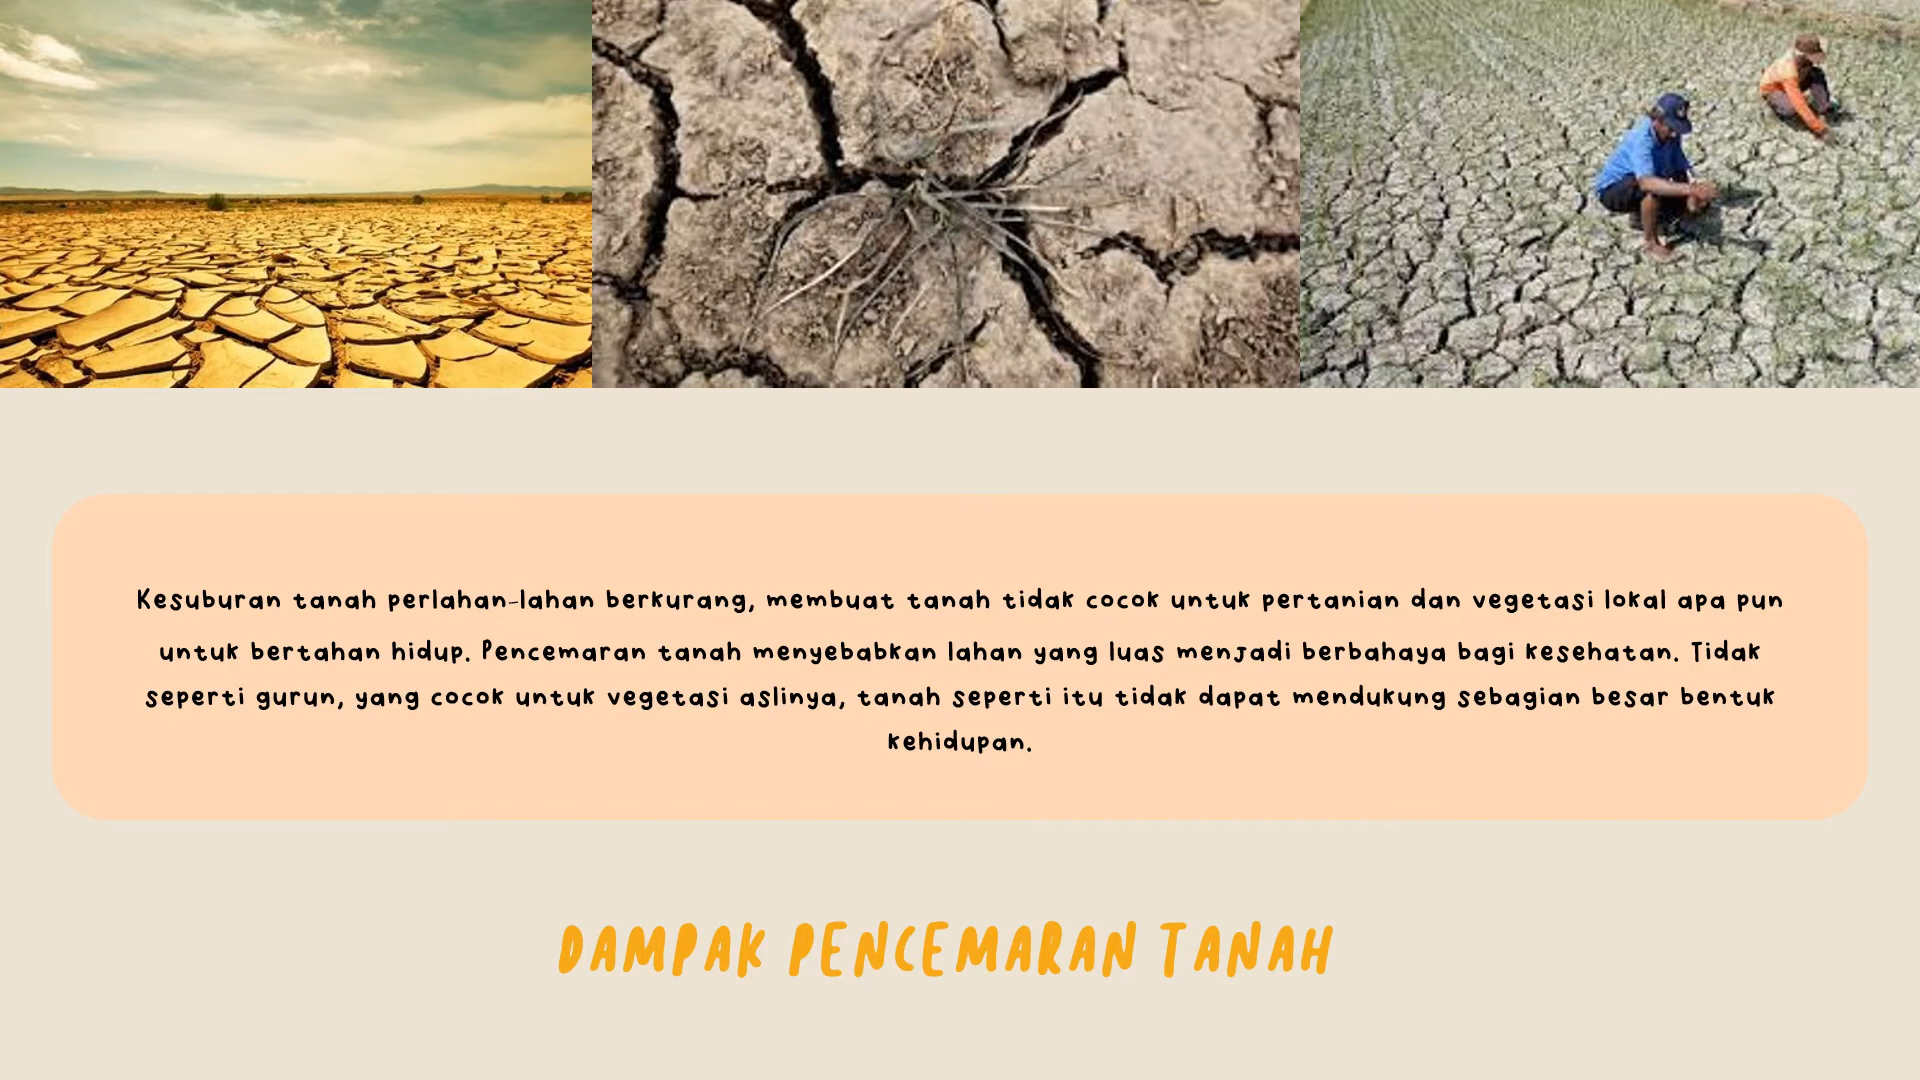 Kesuburan tanah perlahan-lahan berkurang, membuat tanah tidak cocok untuk pertanian dan vegetasi lokal apa pun
untuk bertahan hidup. Pencemaran tanah menyebabkan lahan yang luas menjadi berbahaya bagi kesehatan. Tidak
seperti gurun, yang cocok untuk vegetasi aslinya, tanah seperti itu tidak dapat mendukung sebagian besar bentuk
kehidupan.
DAMPAK PENCEMARAN TANAH